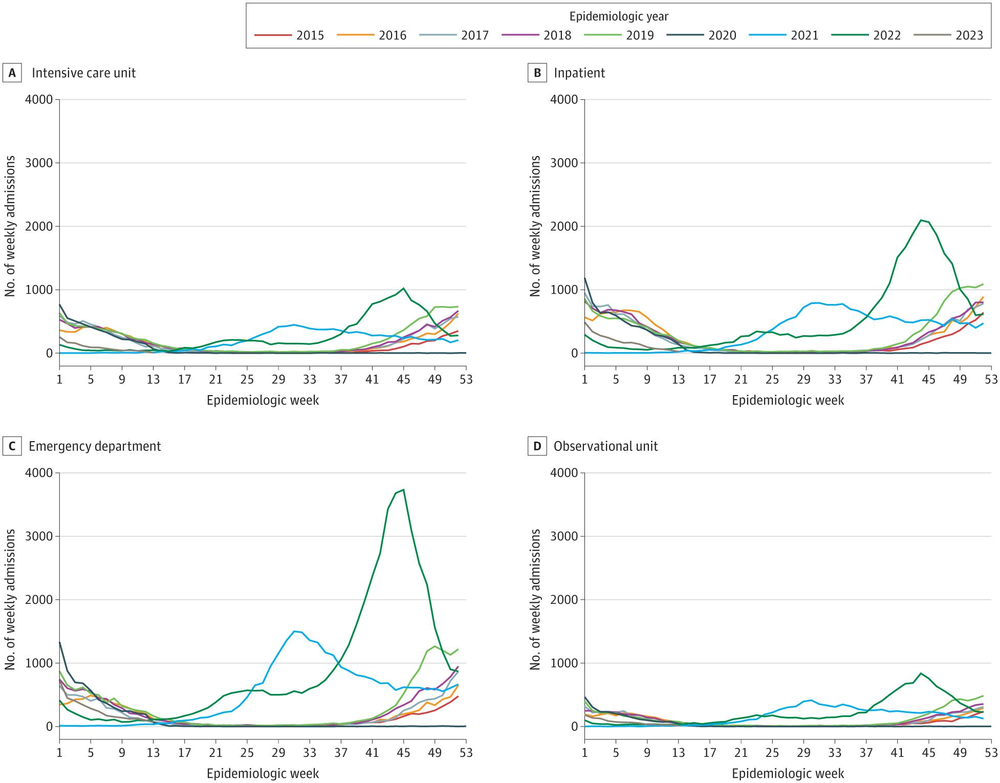 Epidemiologic year
2015 2016 2017 2018 2019 2020 2021 2022 2023
A Intensive care unit
No. of weekly admissions
4000
3000
2000
1000
0
1 5 9 13 17 21 25 29 33 37 41 45 49 53
Epidemiologic week
B Inpatient
No. of weekly admissions
4000
3000
2000
1000
0
1 5 9 13 17 21 25 29 33 37 41 45 49 53
Epidemiologic week
C Emergency department
No. of weekly admissions
4000
3000
2000
1000
0
1 5 9 13 17 21 25 29 33 37 41 45 49 53
Epidemiologic week
D Observational unit
No. of weekly admissions
4000
3000
2000
1000
0
1 5 9 13 17 21 25 29 33 37 41 45 49 53
Epidemiologic week